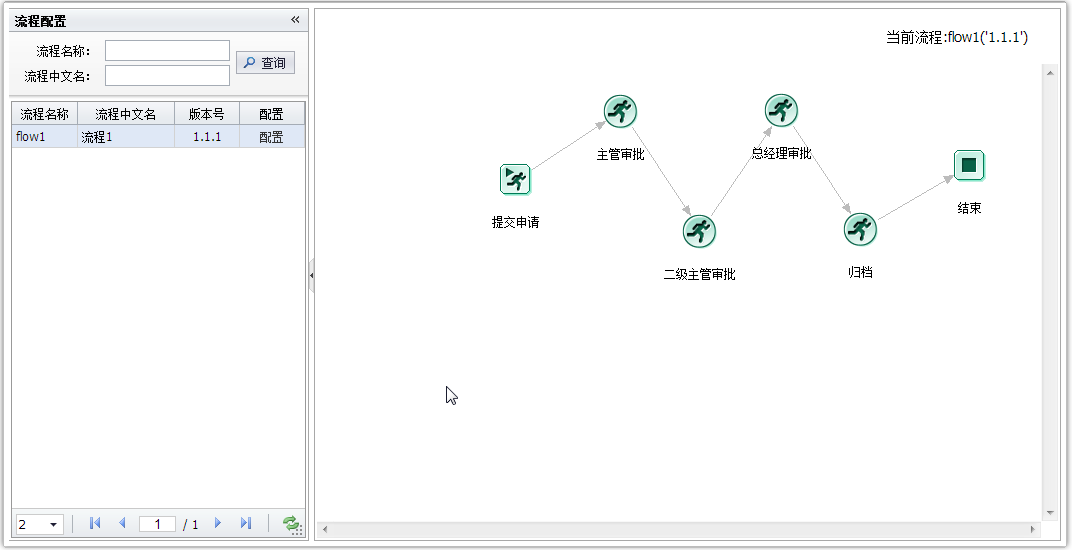 流程配置
流程名称：
流程中文名：
查询
流程名称 流程中文名 版本号 配置
flow1 流程1 1.1.1 配置
2 1 / 1
当前流程:flow1('1.1.1')
主管审批
总经理审批
提交申请
结束
二级主管审批
归档